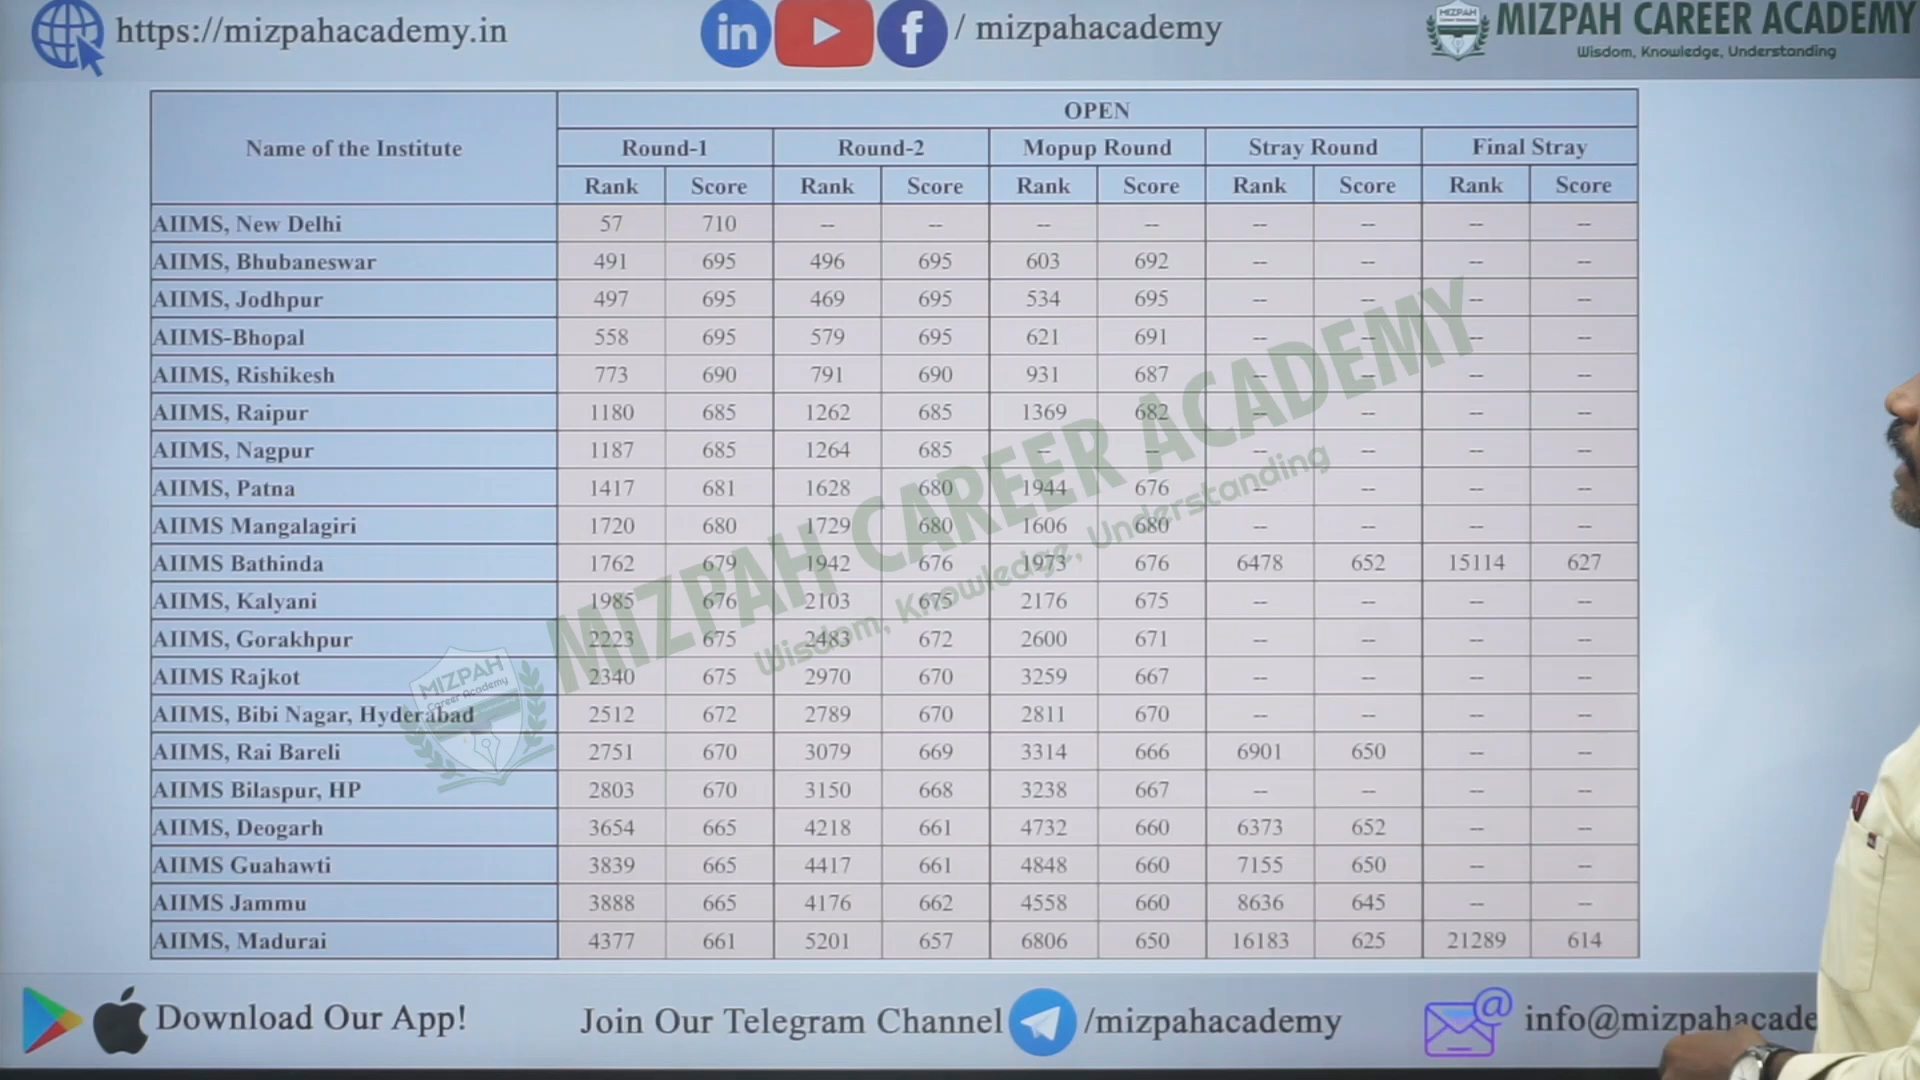 https://mizpahacademy.in
/ mizpahacademy
MIZPAH
MIZPAH CAREER ACADEMY
Wisdom, Knowledge, Understanding
Name of the Institute
OPEN
Round-1 Round-2 Mopup Round Stray Round Final Stray
Rank Score Rank Score Rank Score Rank Score Rank Score
AIIMS, New Delhi 57 710 -- -- -- -- -- -- -- --
AIIMS, Bhubaneswar 491 695 496 695 603 692 -- -- -- --
AIIMS, Jodhpur 497 695 469 695 534 695 -- -- -- --
AIIMS-Bhopal 558 695 579 695 621 691 -- -- -- --
AIIMS, Rishikesh 773 690 791 690 931 687 -- -- -- --
AIIMS, Raipur 1180 685 1262 685 1369 682 -- -- -- --
AIIMS, Nagpur 1187 685 1264 685 -- -- -- -- -- --
AIIMS, Patna 1417 681 1628 680 1944 676 -- -- -- --
AIIMS Mangalagiri 1720 680 1729 680 1606 680 -- -- -- --
AIIMS Bathinda 1762 679 1942 676 1973 676 6478 652 15114 627
AIIMS, Kalyani 1985 676 2103 675 2176 675 -- -- -- --
AIIMS, Gorakhpur 2223 675 2483 672 2600 671 -- -- -- --
AIIMS Rajkot 2340 675 2970 670 3259 667 -- -- -- --
AIIMS, Bibi Nagar, Hyderabad 2512 672 2789 670 2811 670 -- -- -- --
AIIMS, Rai Bareli 2751 670 3079 669 3314 666 6901 650 -- --
AIIMS Bilaspur, HP 2803 670 3150 668 3238 667 -- -- -- --
AIIMS, Deogarh 3654 665 4218 661 4732 660 6373 652 -- --
AIIMS Guahawti 3839 665 4417 661 4848 660 7155 650 -- --
AIIMS Jammu 3888 665 4176 662 4558 660 8636 645 -- --
AIIMS, Madurai 4377 661 5201 657 6806 650 16183 625 21289 614
MIZPAH
Career Academy
MIZPAH CAREER ACADEMY
Wisdom, Knowledge, Understanding
Download Our App!
Join Our Telegram Channel /mizpahacademy
info@mizpahacade